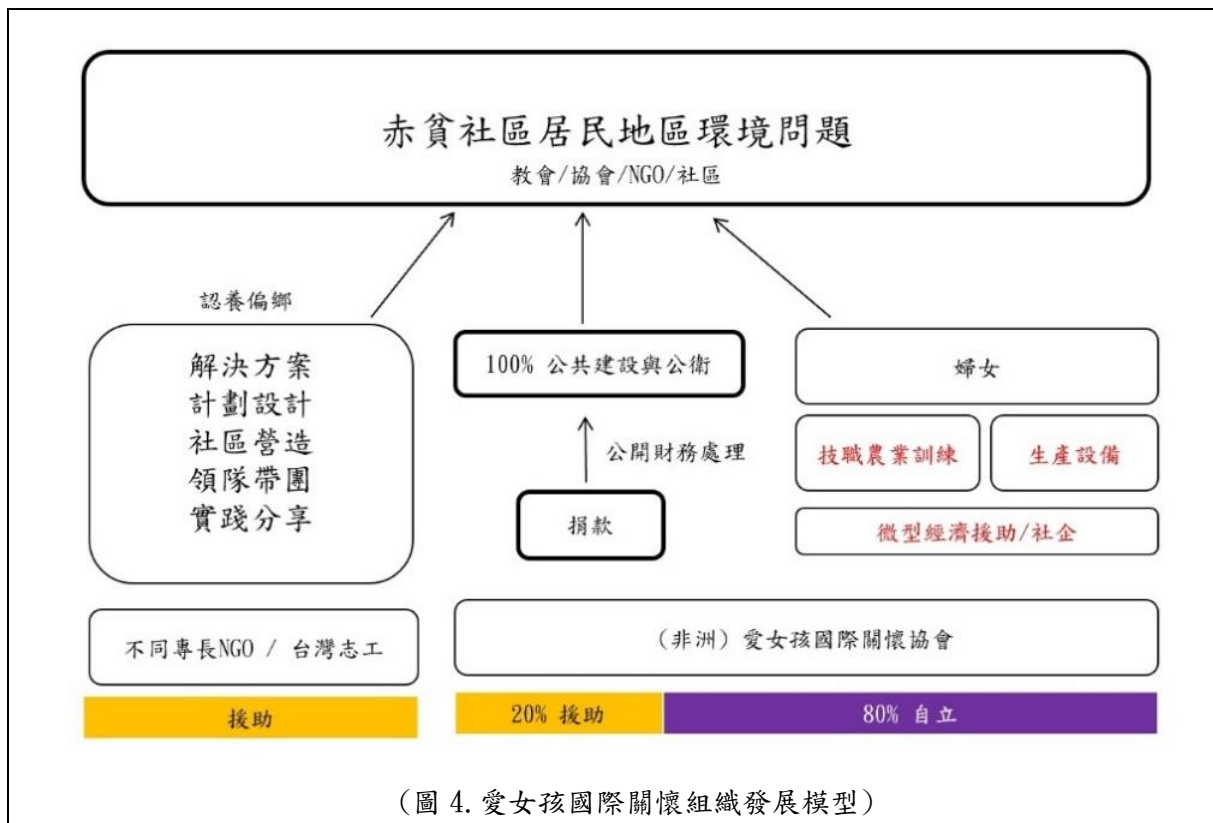 赤貧社區居民地區環境問題
教會/協會/NGO/社區
認養偏鄉
解決方案
計劃設計
社區營造
領隊帶團
實踐分享
100% 公共建設與公衛
公開財務處理
捐款
婦女
技職農業訓練
生產設備
微型經濟援助/社企
不同專長NGO / 台灣志工
(非洲) 愛女孩國際關懷協會
援助
20% 援助
80% 自立
(圖 4.愛女孩國際關懷組織發展模型)